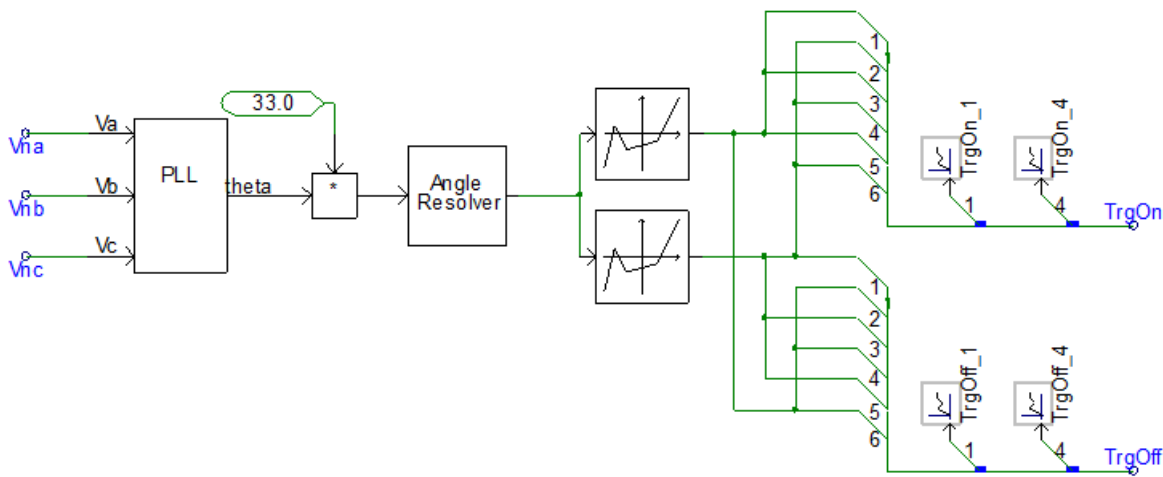 Vna
Va
Vnb
Vb
Vnc
Vc
PLL
theta
33.0
*
Angle
Resolver
1
2
3
4
5
6
TrgOn_1
TrgOn_4
1
4
TrgOn
1
2
3
4
5
6
TrgOff_1
TrgOff_4
1
4
TrgOff